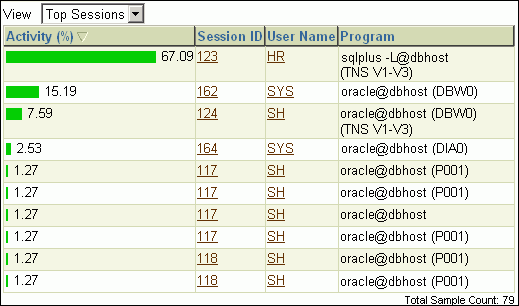 View Top Sessions
Activity (%) Session ID User Name Program
67.09 123 HR sqlplus -L@dbhost
(TNS V1-V3)
15.19 162 SYS oracle@dbhost (DBW0)
7.59 124 SH oracle@dbhost (DBW0)
(TNS V1-V3)
2.53 164 SYS oracle@dbhost (DIA0)
1.27 117 SH oracle@dbhost (P001)
1.27 117 SH oracle@dbhost (P001)
1.27 117 SH oracle@dbhost
1.27 117 SH oracle@dbhost (P001)
1.27 118 SH oracle@dbhost (P001)
1.27 118 SH oracle@dbhost (P001)
Total Sample Count: 79